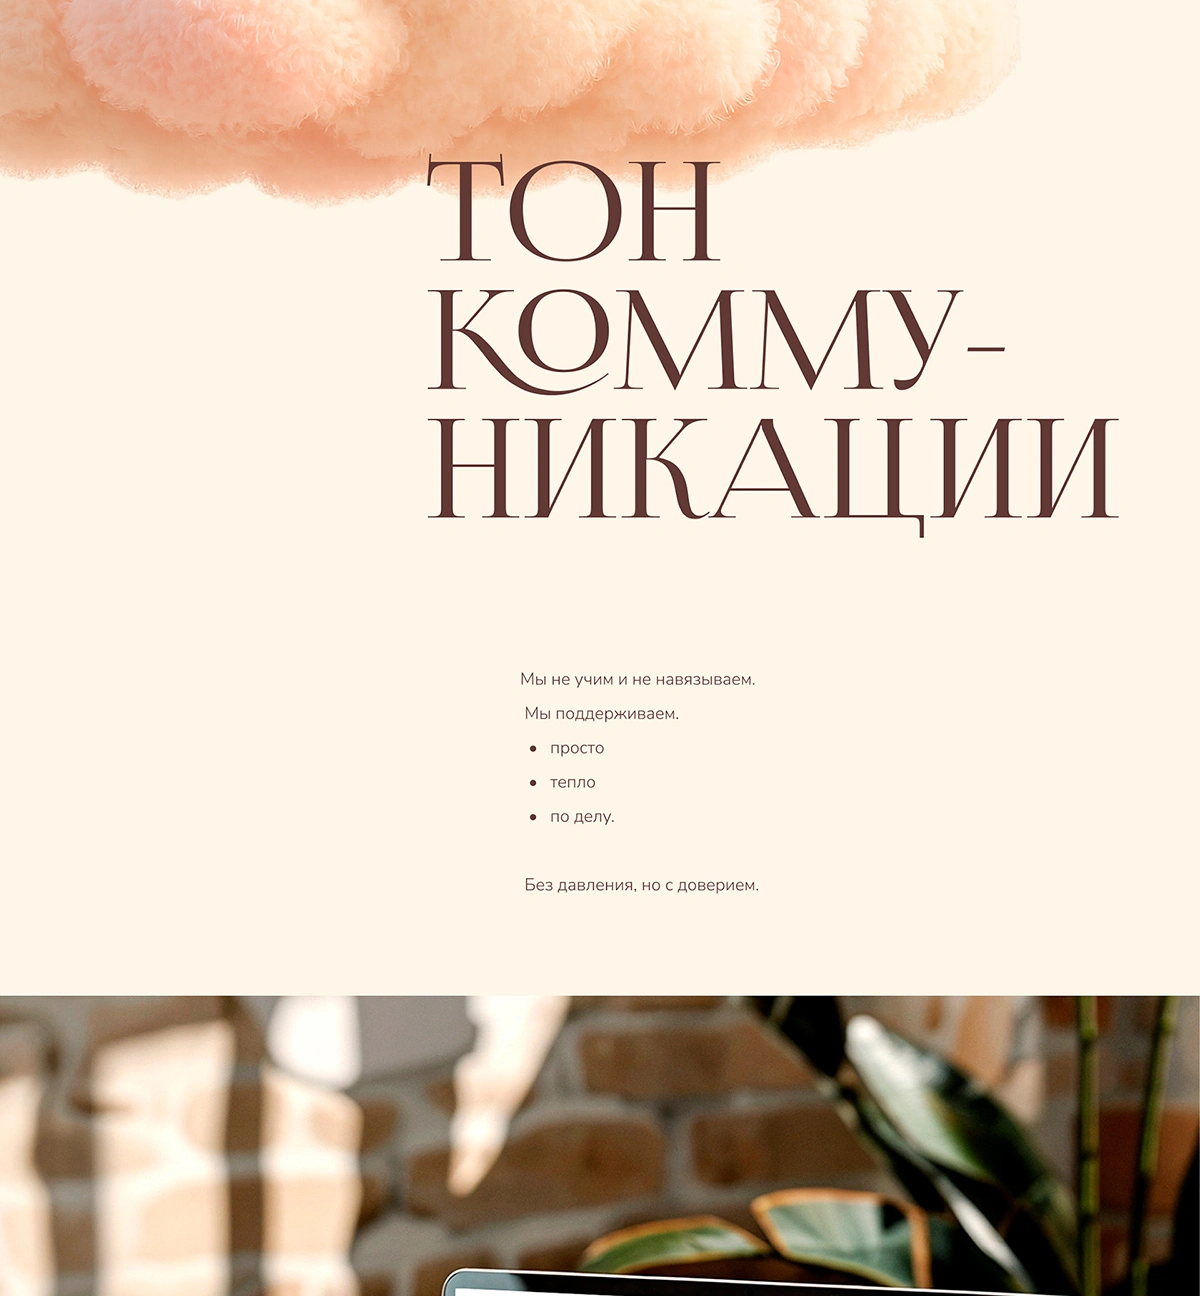 ТОН
КОММУ-
НИКАЦИИ
Мы не учим и не навязываем.
Мы поддерживаем.
• просто
• тепло
• по делу.
Без давления, но с доверием.